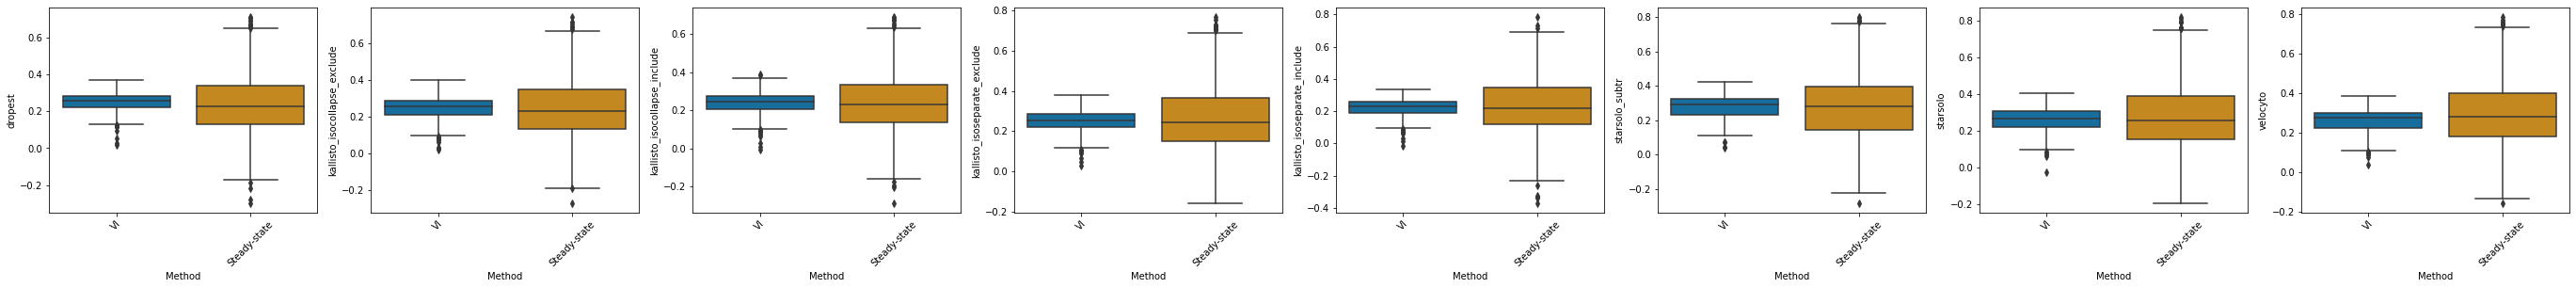 dropest
0.6
0.4
0.2
0.0
−0.2
VI
Steady-state
Method
kallisto_isocollapse_exclude
0.6
0.4
0.2
0.0
−0.2
VI
Steady-state
Method
kallisto_isocollapse_include
0.6
0.4
0.2
0.0
−0.2
VI
Steady-state
Method
kallisto_isoseparate_exclude
0.8
0.6
0.4
0.2
0.0
−0.2
VI
Steady-state
Method
kallisto_isoseparate_include
0.8
0.6
0.4
0.2
0.0
−0.2
−0.4
VI
Steady-state
Method
starsolo_subtr
0.8
0.6
0.4
0.2
0.0
−0.2
VI
Steady-state
Method
starsolo
0.8
0.6
0.4
0.2
0.0
−0.2
VI
Steady-state
Method
velocyto
0.8
0.6
0.4
0.2
0.0
−0.2
VI
Steady-state
Method